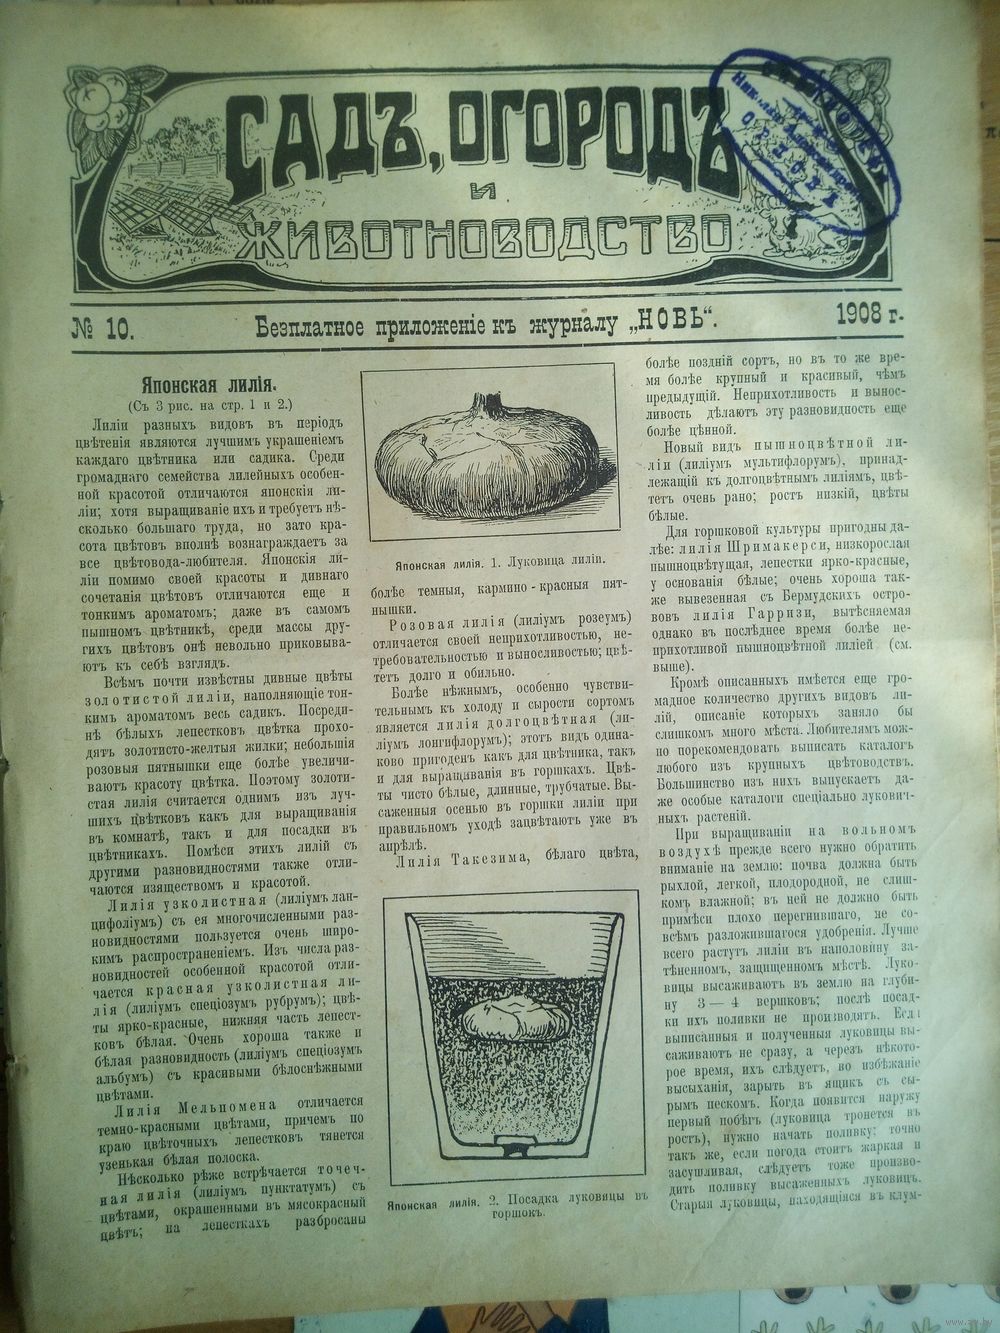 САДЪ, ОГОРОДЪ
и
ЖИВОТНОВОДСТВО
№ 10.
Безплатное приложеніе къ журналу „НОВЬ“.
1908 г.
Японская лилія.
(Съ 3 рис. на стр. 1 и 2.)
Лиліи разныхъ видовъ въ періодъ
цвѣтенія являются лучшимъ украшеніемъ
каждаго цвѣтника или садика. Среди
громаднаго семейства лилейныхъ особен-
ной красотой отличаются японскія ли-
ліи; хотя выращиваніе ихъ и требуетъ нѣ-
сколько большаго труда, но зато кра-
сота цвѣтовъ вполнѣ вознаграждаетъ за
все цвѣтовода-любителя. Японскія ли-
ліи помимо своей красоты и дивнаго
сочетанія цвѣтовъ отличаются еще и
тонкимъ ароматомъ; даже въ самомъ
пышномъ цвѣтникѣ, среди массы дру-
гихъ цвѣтовъ онѣ невольно приковыва-
ютъ къ себѣ взглядъ.
Всѣмъ почти извѣстны дивные цвѣты
золотистой лиліи, наполняющіе тон-
кимъ ароматомъ весь садикъ. Посреди-
нѣ бѣлыхъ лепестковъ цвѣтка прохо-
дятъ золотисто-желтыя жилки; небольшія
розовыя пятнышки еще болѣе увеличи-
ваютъ красоту цвѣтка. Поэтому золоти-
стая лилія считается однимъ изъ луч-
шихъ цвѣтковъ какъ для выращиванія
въ комнатѣ, такъ и для посадки въ
цвѣтникахъ. Помѣси этихъ лилій съ
другими разновидностями также отли-
чаются изяществомъ и красотой.
Лилія узколистная (лиліумъ лан-
цифоліумъ) съ ея многочисленными раз-
новидностями пользуется очень широ-
кимъ распространеніемъ. Изъ числа раз-
новидностей особенной красотой отли-
чается красная узколистная ли-
лія (лиліумъ спеціозумъ рубрумъ); цвѣ-
ты ярко-красные, нижняя часть лепест-
ковъ бѣлая. Очень хороша также и
бѣлая разновидность (лиліумъ спеціозумъ
альбумъ) съ красивыми бѣлоснѣжными
цвѣтами.
Лилія Мельпомена отличается
темно-красными цвѣтами, причемъ по
краю цвѣточныхъ лепестковъ тянется
узенькая бѣлая полоска.
Нѣсколько рѣже встрѣчается точеч-
ная лилія (лиліумъ пунктатумъ) съ
цвѣтами, окрашенными въ мясокрасный
цвѣтъ; на лепесткахъ разбросаны
Японская лилія. 1. Луковица лиліи.
болѣе темныя, кармино-красныя пят-
нышки.
Розовая лилія (лиліумъ розеумъ)
отличается своей неприхотливостью, не-
требовательностью и выносливостью; цвѣ-
тетъ долго и обильно.
Болѣе нѣжнымъ, особенно чувстви-
тельнымъ къ холоду и сырости сортомъ
является лилія долгоцвѣтная (ли-
ліумъ лонгифлорумъ); этотъ видъ одина-
ково пригоденъ какъ для цвѣтника, такъ
и для выращиванія въ горшкахъ. Цвѣ-
ты чисто бѣлые, длинные, трубчатые. Вы-
саженныя осенью въ горшки лиліи при
правильномъ уходѣ зацвѣтаютъ уже въ
апрѣлѣ.
Лилія Такезима, бѣлаго цвѣта,
Японская лилія. 2. Посадка луковицы въ
горшокъ.
болѣе поздній сортъ, но въ то же вре-
мя болѣе крупный и красивый, чѣмъ
предыдущій. Неприхотливость и вынос-
ливость дѣлаютъ эту разновидность еще
болѣе цѣнной.
Новый видъ пышноцвѣтной ли-
ліи (лиліумъ мультифлорумъ), принад-
лежащій къ долгоцвѣтнымъ лиліямъ, цвѣ-
тетъ очень рано; ростъ низкій, цвѣты
бѣлые.
Для горшковой культуры пригодны да-
лѣе: лилія Шримакерси, низкорослая
пышноцвѣтущая, лепестки ярко-красные,
у основанія бѣлые; очень хороша так-
же вывезенная съ Бермудскихъ остро-
вовъ лилія Гарризи, вытѣсняемая
однако въ послѣднее время болѣе не-
прихотливой пышноцвѣтной лиліей (см.
выше).
Кромѣ описанныхъ имѣется еще гро-
мадное количество другихъ видовъ ли-
лій, описаніе которыхъ заняло бы
слишкомъ много мѣста. Любителямъ мож-
но порекомендовать выписать каталогъ
любого изъ крупныхъ цвѣтоводствъ.
Большинство изъ нихъ выпускаетъ да-
же особые каталоги спеціально лукович-
ныхъ растеній.
При выращиваніи на вольномъ
воздухѣ прежде всего нужно обратить
вниманіе на землю: почва должна быть
рыхлой, легкой, плодородной, не слиш-
комъ влажной; въ ней не должно быть
примѣси плохо перегнившаго, не со-
всѣмъ разложившагося удобренія. Лучше
всего растутъ лиліи въ наполовину за-
тѣненномъ, защищенномъ мѣстѣ. Луко-
вицы высаживаютъ въ землю на глуби-
ну 3—4 вершковъ; послѣ посад-
ки ихъ поливки не производятъ. Если
выписанныя и полученныя луковицы вы-
саживаютъ не сразу, а черезъ нѣкото-
рое время, ихъ слѣдуетъ, во избѣжаніе
высыханія, зарыть въ ящикъ съ сы-
рымъ пескомъ. Когда появится наружу
первый побѣгъ (луковица тронется въ
ростъ), нужно начать поливку; точно
такъ же, если погода стоитъ жаркая и
засушливая, слѣдуетъ тоже произво-
дить поливку высаженныхъ луковицъ.
Старыя луковицы, находящіяся въ клум-